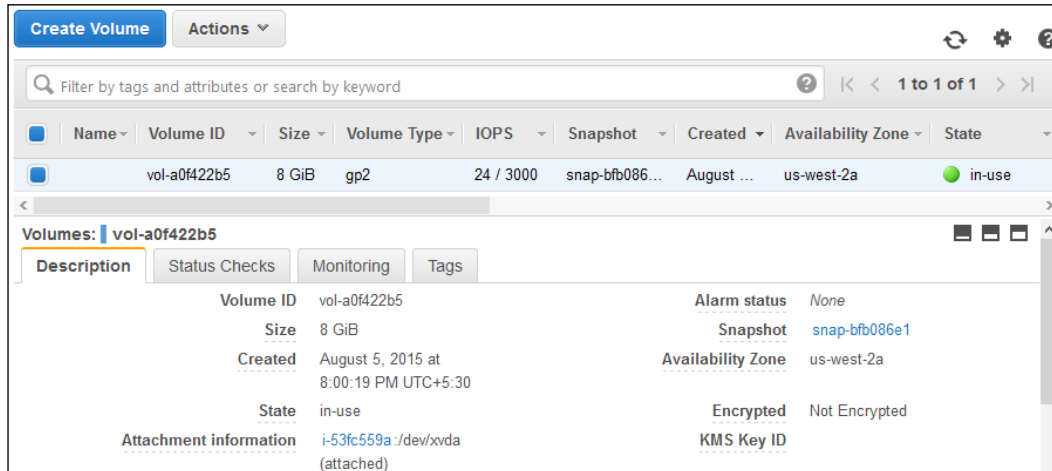 Create Volume Actions
Filter by tags and attributes or search by keyword 1 to 1 of 1
Name Volume ID Size Volume Type IOPS Snapshot Created Availability Zone State
vol-a0f422b5 8 GiB gp2 24 / 3000 snap-bfb086... August ... us-west-2a in-use
Volumes: vol-a0f422b5
Description Status Checks Monitoring Tags
Volume ID vol-a0f422b5 Alarm status None
Size 8 GiB Snapshot snap-bfb086e1
Created August 5, 2015 at Availability Zone us-west-2a
8:00:19 PM UTC+5:30
State in-use Encrypted Not Encrypted
Attachment information i-53fc559a:/dev/xvda KMS Key ID
(attached)